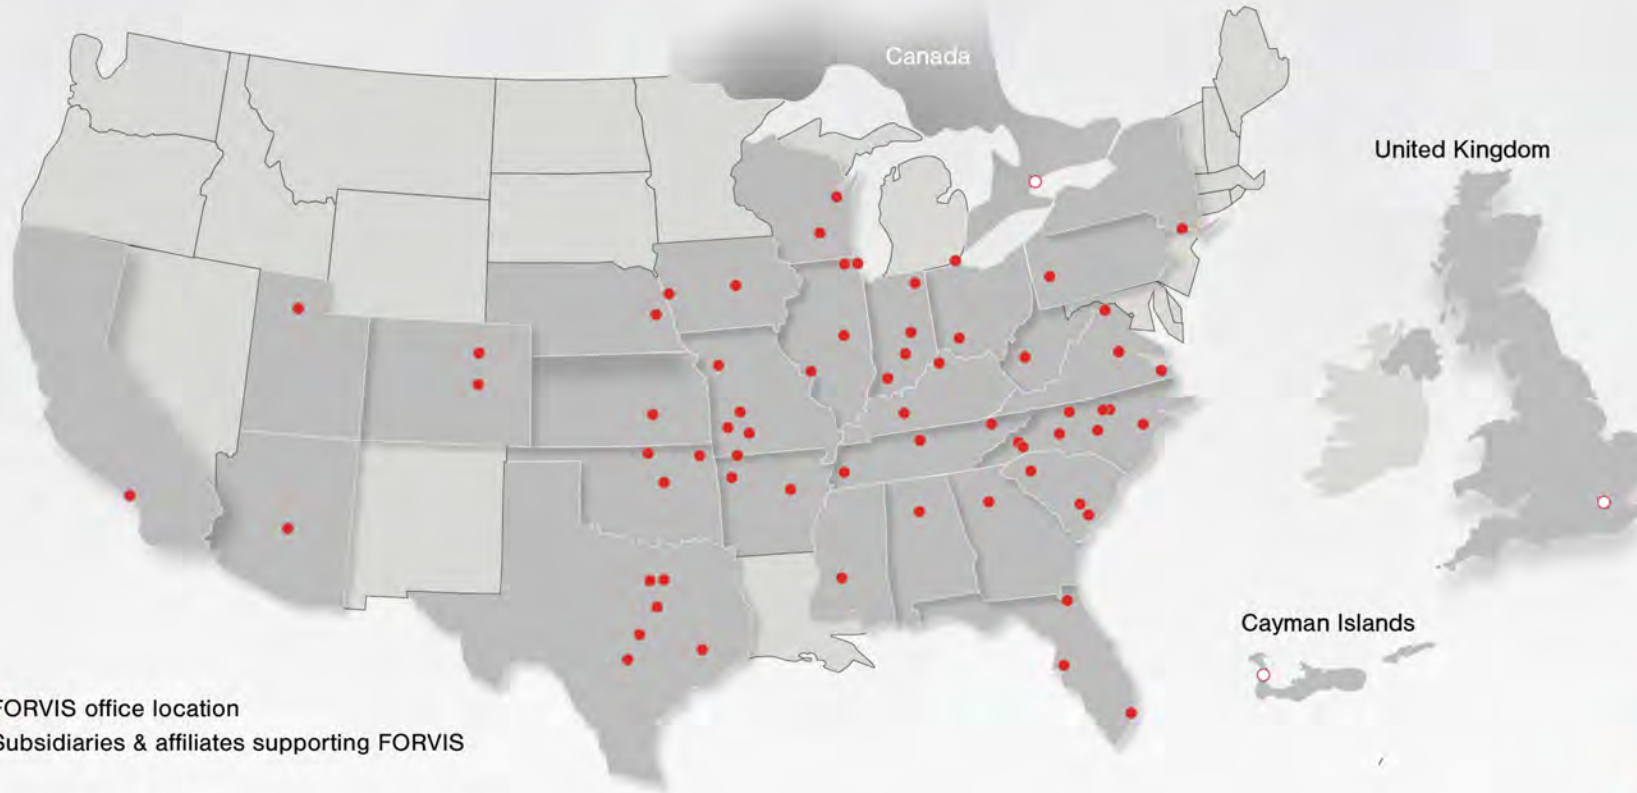 Canada
United Kingdom
Cayman Islands
FORVIS office location
Subsidiaries & affiliates supporting FORVIS